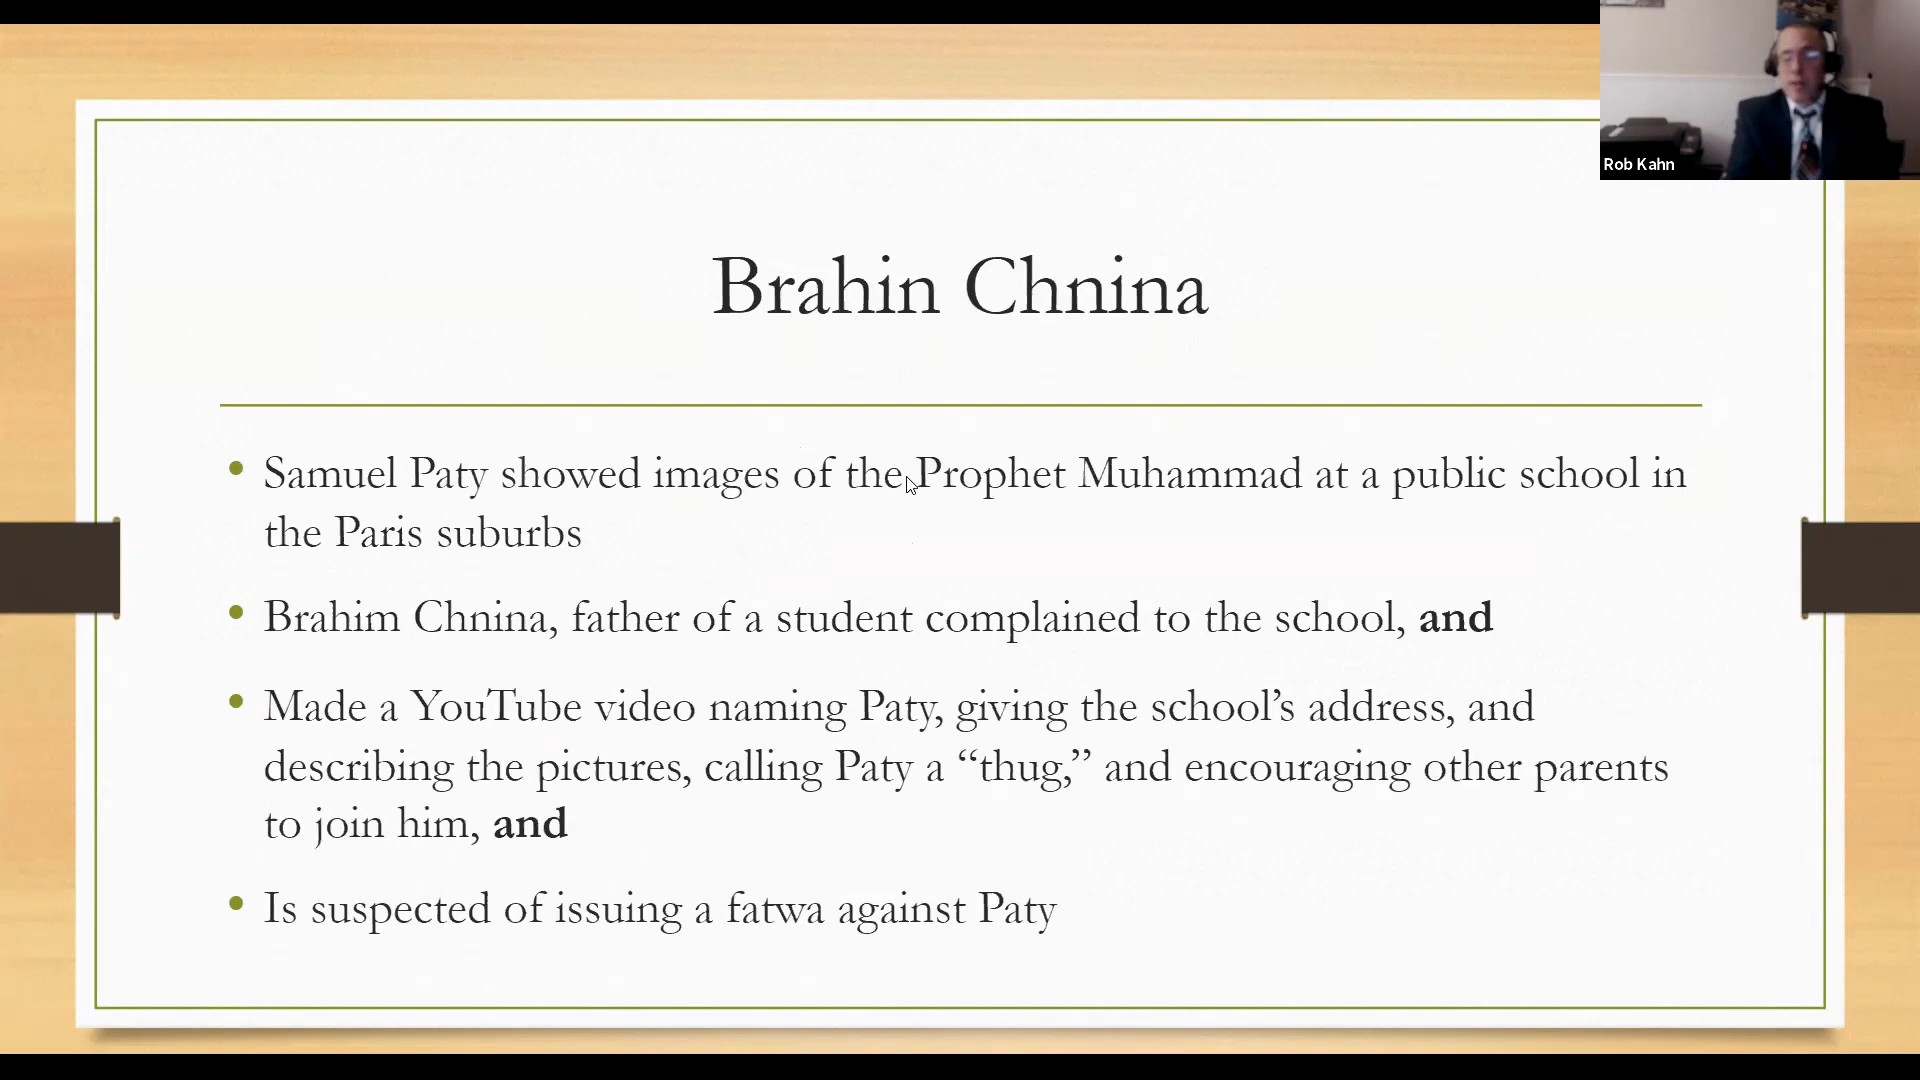 Rob Kahn
Brahin Chnina
• Samuel Paty showed images of the Prophet Muhammad at a public school in
the Paris suburbs
• Brahim Chnina, father of a student complained to the school, and
• Made a YouTube video naming Paty, giving the school’s address, and
describing the pictures, calling Paty a “thug,” and encouraging other parents
to join him, and
• Is suspected of issuing a fatwa against Paty